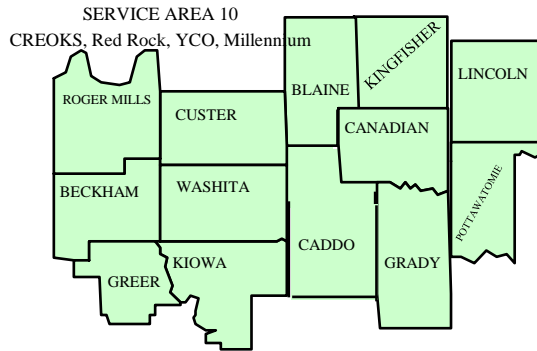 SERVICE AREA 10
CREOKS, Red Rock, YCO, Millennium
KINGFISHER
LINCOLN
BLAINE
ROGER MILLS
CUSTER
CANADIAN
BECKHAM
WASHITA
POTTAWATOMIE
CADDO
KIOWA
GRADY
GREER